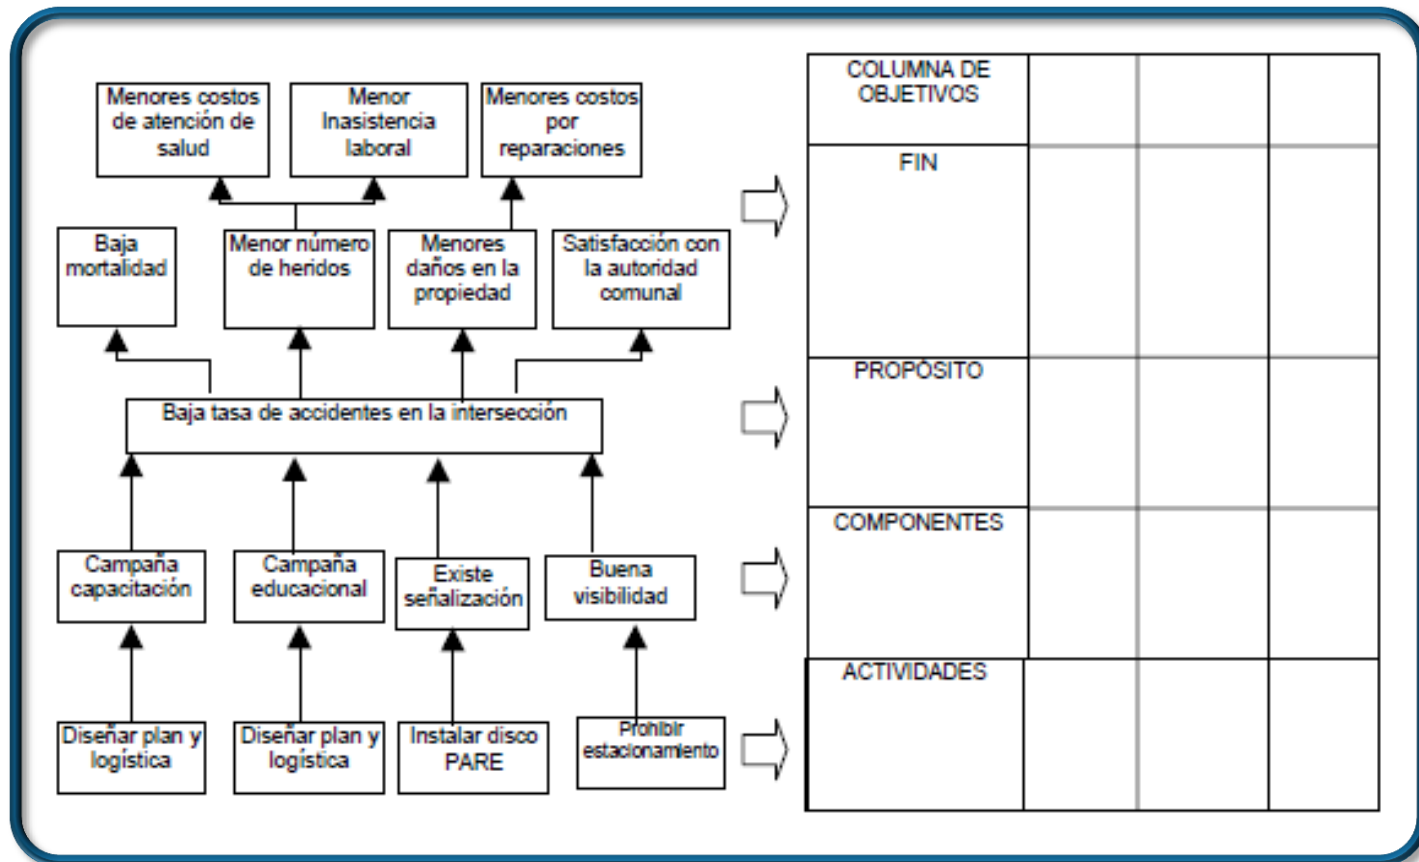 Menores costos
de atención de
salud
Menor
Inasistencia
laboral
Menores costos
por
reparaciones
Baja
mortalidad
Menor número
de heridos
Menores
daños en la
propiedad
Satisfacción con
la autoridad
comunal
Baja tasa de accidentes en la intersección
Campaña
capacitación
Campaña
educacional
Existe
señalización
Buena
visibilidad
Diseñar plan y
logística
Diseñar plan y
logística
Instalar disco
PARE
Prohibir
estacionamiento
COLUMNA DE
OBJETIVOS
FIN
PROPÓSITO
COMPONENTES
ACTIVIDADES